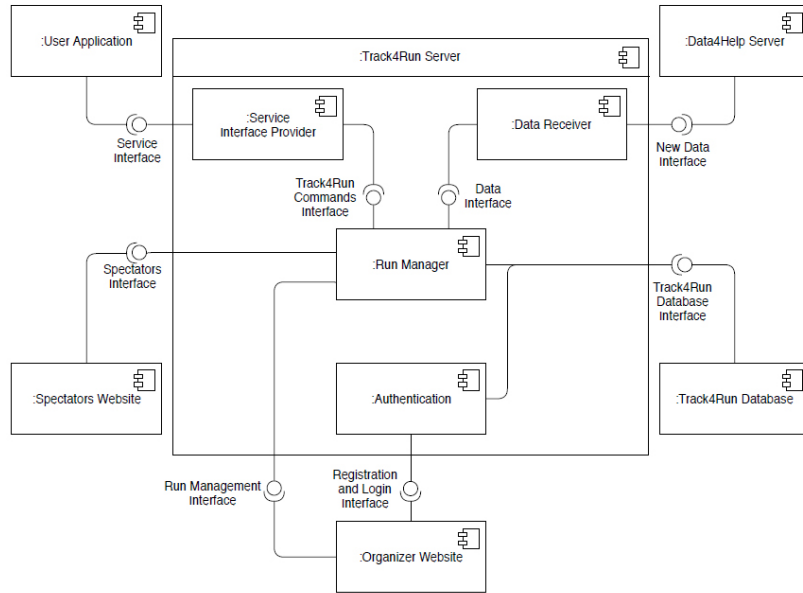 :User Application
:Track4Run Server
:Data4Help Server
:Service
Interface Provider
:Data Receiver
Service
Interface
New Data
Interface
Track4Run
Commands
Interface
Data
Interface
:Run Manager
Spectators
Interface
Track4Run
Database
Interface
:Spectators Website
:Authentication
:Track4Run Database
Run Management
Interface
Registration
and Login
Interface
:Organizer Website